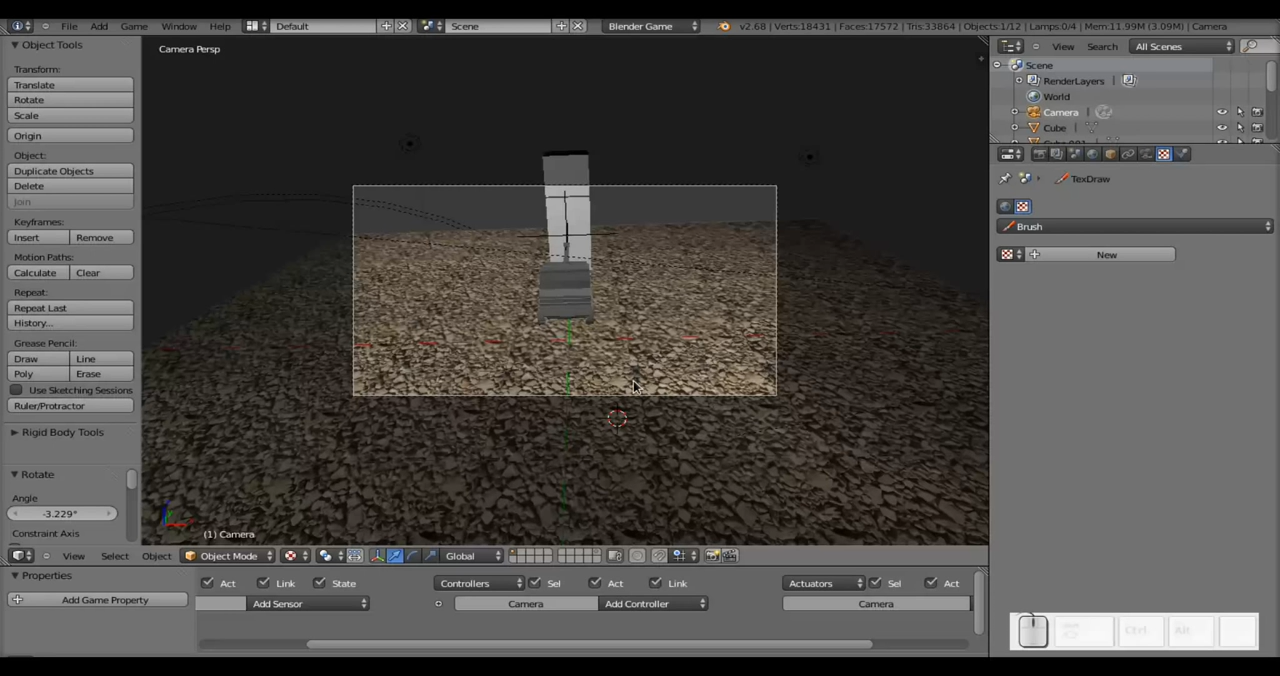 File Add Game Window Help Default Scene Blender Game v2.68 | Verts:18431 | Faces:17572 | Tris:33864 | Objects:1/12 | Lamps:0/4 | Mem:11.99M (3.09M) | Camera
Object Tools
Camera Persp
View Search All Scenes
Scene
RenderLayers
World
Camera
Cube
Transform:
Translate
Rotate
Scale
Origin
Object:
Duplicate Objects
Delete
Join
Keyframes:
Insert Remove
Motion Paths:
Calculate Clear
Repeat:
Repeat Last
History...
Grease Pencil:
Draw Line
Poly Erase
Use Sketching Sessions
Ruler/Protractor
Rigid Body Tools
Rotate
Angle
-3.229°
Constraint Axis
TexDraw
Brush
New
(1) Camera
View Select Object Object Mode Global
Properties
Add Game Property
Act Link State
Add Sensor
Controllers Sel Act Link
Camera Add Controller
Actuators Sel Act
Camera
Ctrl Alt